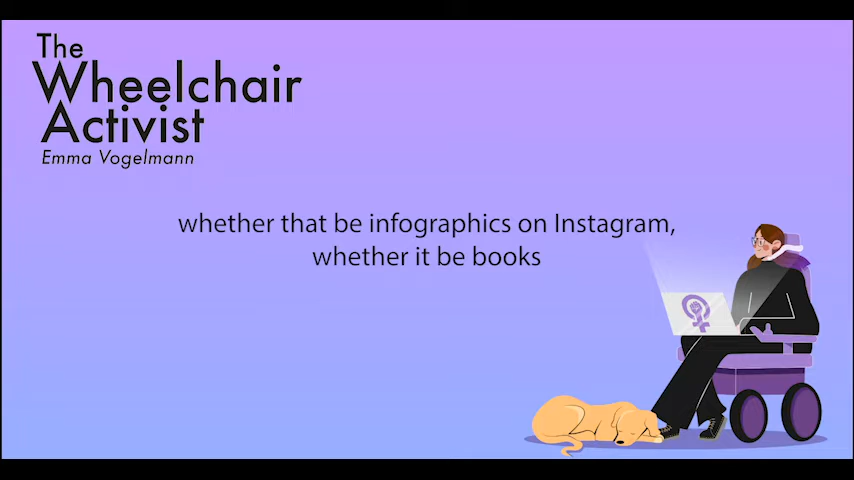 The
Wheelchair
Activist
Emma Vogelmann
whether that be infographics on Instagram,
whether it be books